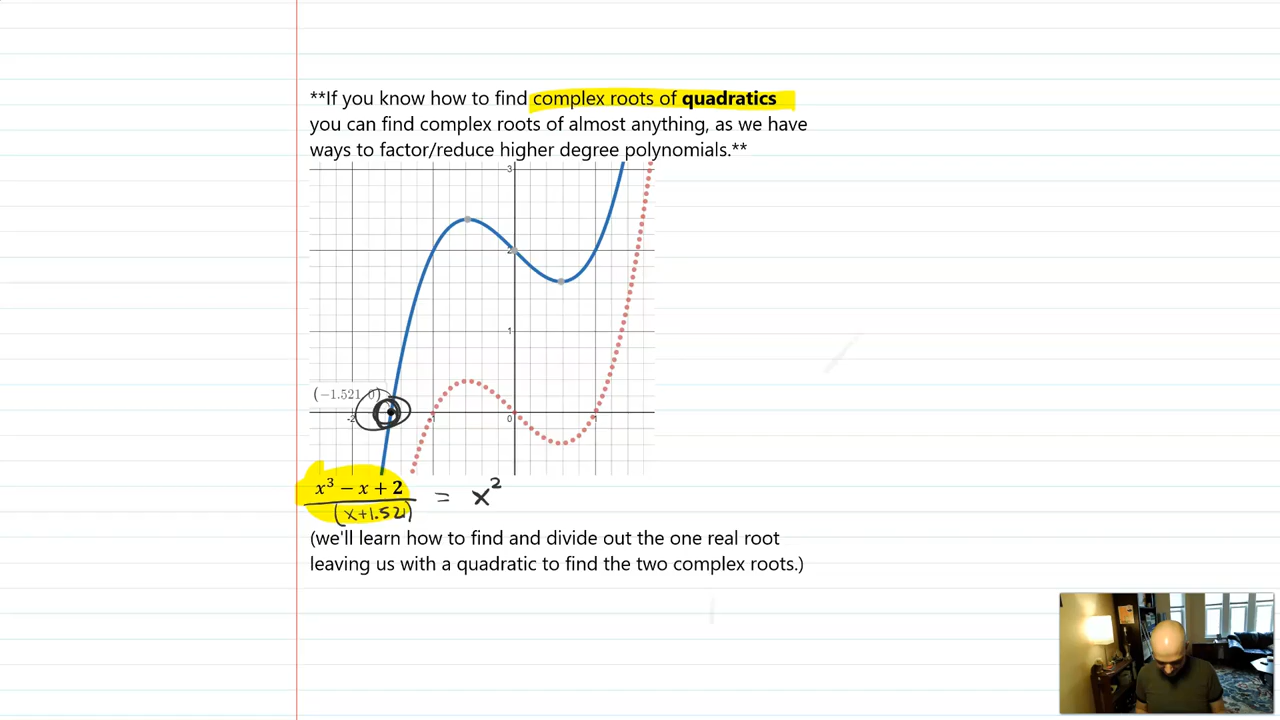 **If you know how to find complex roots of quadratics
you can find complex roots of almost anything, as we have
ways to factor/reduce higher degree polynomials.**
3
2
1
(−1.521, 0)
-2
0
1
x³ − x + 2
(x+1.521) = x²
(we'll learn how to find and divide out the one real root
leaving us with a quadratic to find the two complex roots.)